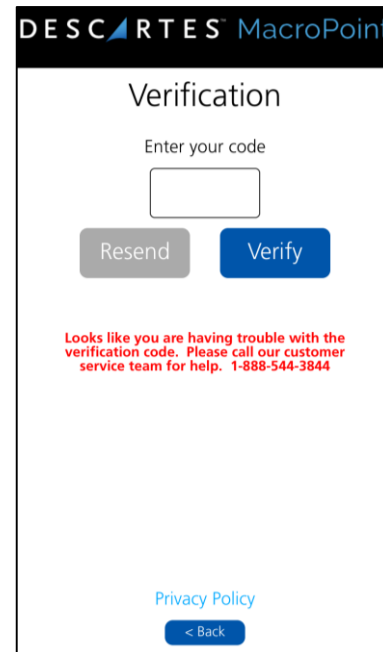 DESCARTES™ MacroPoint
Verification
Enter your code
Resend
Verify
Looks like you are having trouble with the
verification code. Please call our customer
service team for help. 1-888-544-3844
Privacy Policy
< Back